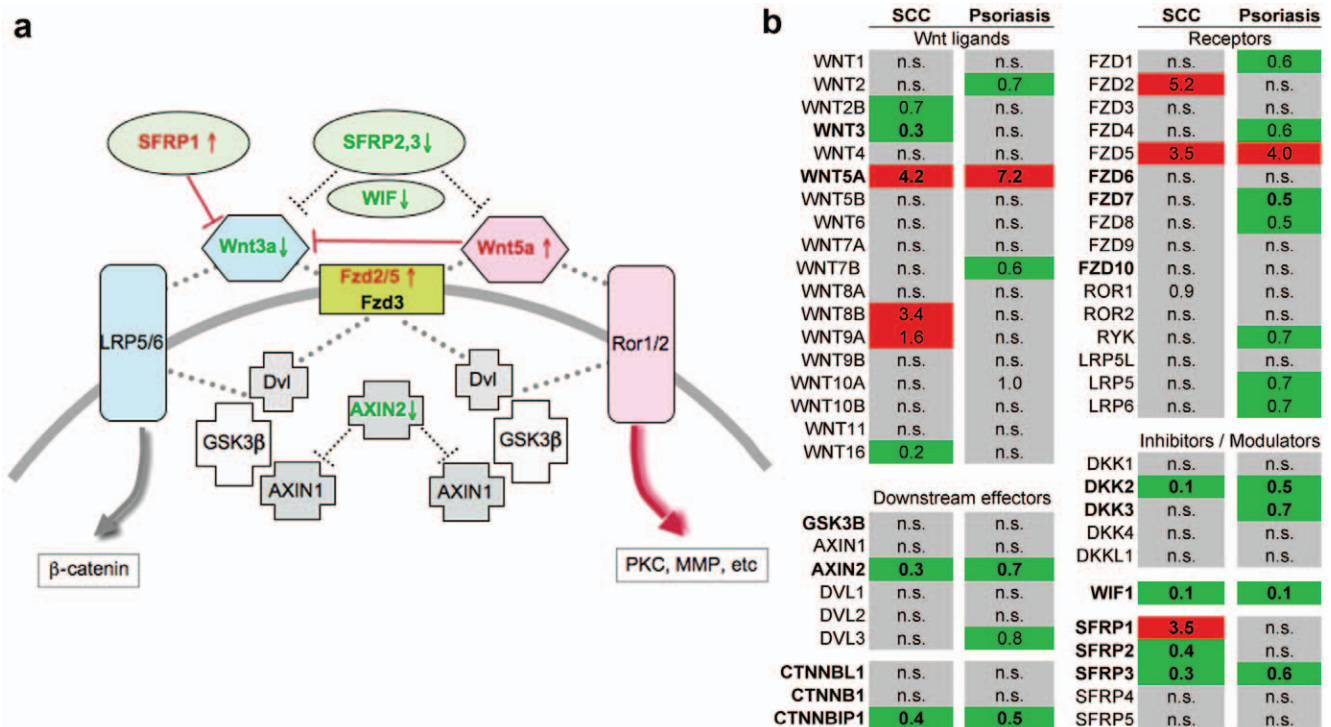 a
SFRP1 ↑
SFRP2,3↓
WIF↓
Wnt3a↓
Wnt5a ↑
Fzd2/5 ↑
Fzd3
LRP5/6
Ror1/2
Dvl
Dvl
AXIN2↓
GSK3β
GSK3β
AXIN1
AXIN1
β-catenin
PKC, MMP, etc
b
SCC Psoriasis
Wnt ligands
WNT1 n.s. n.s.
WNT2 n.s. 0.7
WNT2B 0.7 n.s.
WNT3 0.3 n.s.
WNT4 n.s. n.s.
WNT5A 4.2 7.2
WNT5B n.s. n.s.
WNT6 n.s. n.s.
WNT7A n.s. n.s.
WNT7B n.s. 0.6
WNT8A n.s. n.s.
WNT8B 3.4 n.s.
WNT9A 1.6 n.s.
WNT9B n.s. n.s.
WNT10A n.s. 1.0
WNT10B n.s. n.s.
WNT11 n.s. n.s.
WNT16 0.2 n.s.
Downstream effectors
GSK3B n.s. n.s.
AXIN1 n.s. n.s.
AXIN2 0.3 0.7
DVL1 n.s. n.s.
DVL2 n.s. n.s.
DVL3 n.s. 0.8
CTNNBL1 n.s. n.s.
CTNNB1 n.s. n.s.
CTNNBIP1 0.4 0.5
SCC Psoriasis
Receptors
FZD1 n.s. 0.6
FZD2 5.2 n.s.
FZD3 n.s. n.s.
FZD4 n.s. 0.6
FZD5 3.5 4.0
FZD6 n.s. n.s.
FZD7 n.s. 0.5
FZD8 n.s. 0.5
FZD9 n.s. n.s.
FZD10 n.s. n.s.
ROR1 0.9 n.s.
ROR2 n.s. n.s.
RYK n.s. 0.7
LRP5L n.s. n.s.
LRP5 n.s. 0.7
LRP6 n.s. 0.7
Inhibitors / Modulators
DKK1 n.s. n.s.
DKK2 0.1 0.5
DKK3 n.s. 0.7
DKK4 n.s. n.s.
DKKL1 n.s. n.s.
WIF1 0.1 0.1
SFRP1 3.5 n.s.
SFRP2 0.4 n.s.
SFRP3 0.3 0.6
SFRP4 n.s. n.s.
SFRP5 n.s. n.s.